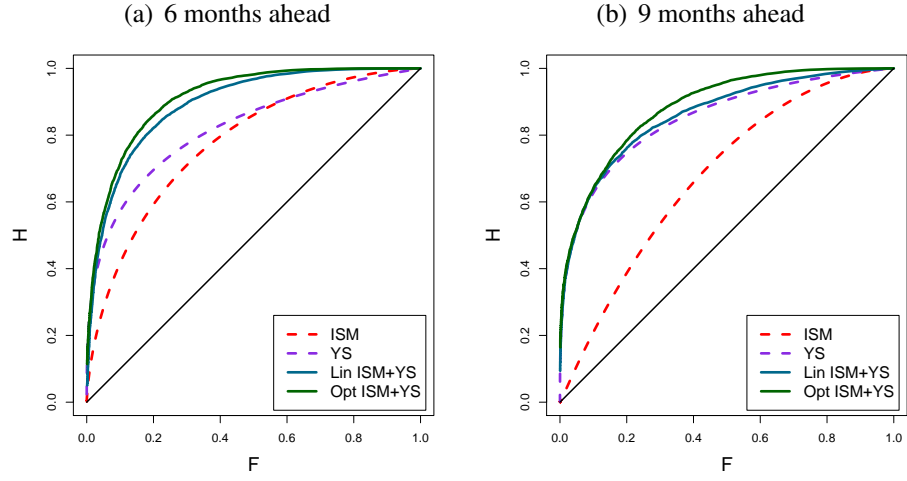 (a) 6 months ahead
H
1.0
0.8
0.6
0.4
0.2
0.0
0.0 0.2 0.4 0.6 0.8 1.0
F
ISM
YS
Lin ISM+YS
Opt ISM+YS
(b) 9 months ahead
H
1.0
0.8
0.6
0.4
0.2
0.0
0.0 0.2 0.4 0.6 0.8 1.0
F
ISM
YS
Lin ISM+YS
Opt ISM+YS